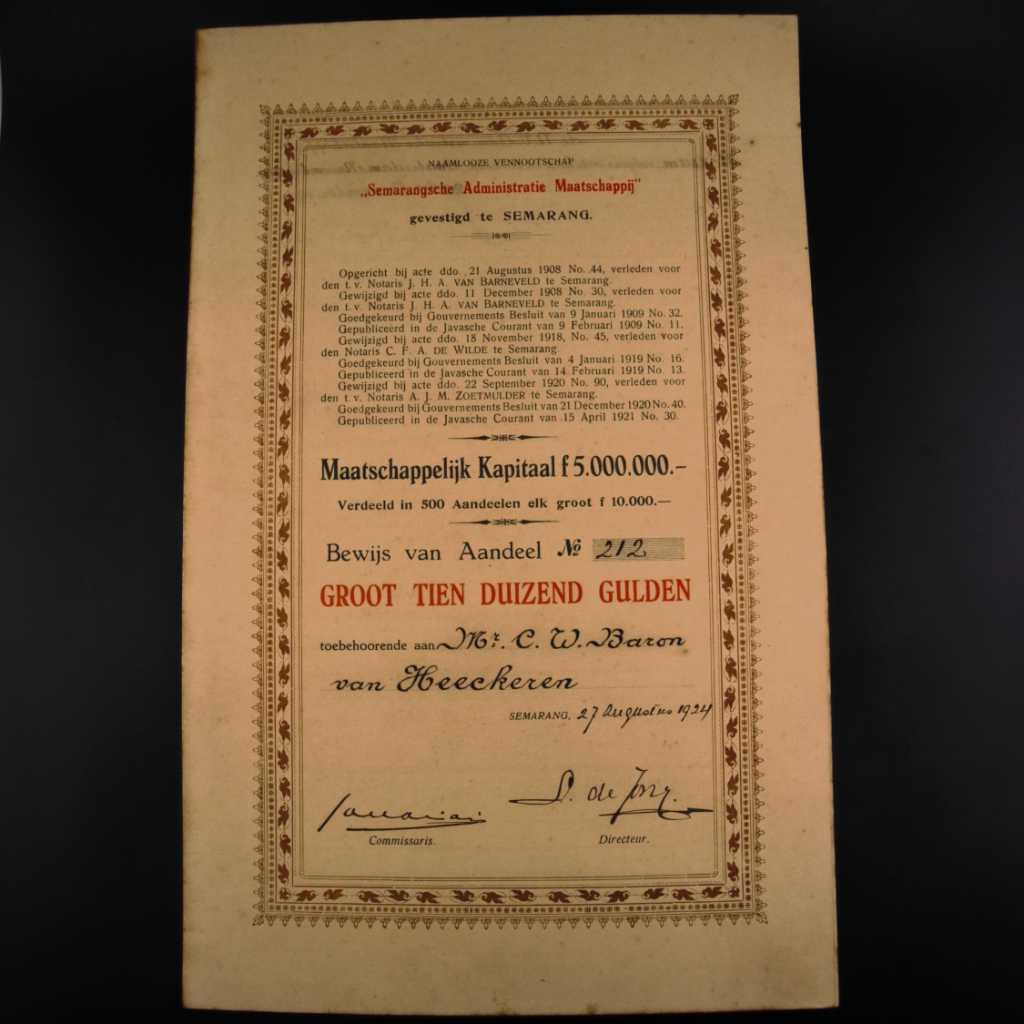 NAAMLOOZE VENNOOTSCHAP
„Semarangsche Administratie Maatschappij”
gevestigd te SEMARANG.
Opgericht bij acte ddo. 21 Augustus 1908 No. 44, verleden voor
den t. v. Notaris J. H. A. VAN BARNEVELD te Semarang.
Gewijzigd bij acte ddo. 11 December 1908 No. 30, verleden voor
den t. v. Notaris J. H. A. VAN BARNEVELD te Semarang.
Goedgekeurd bij Gouvernements Besluit van 9 Januari 1909 No. 32.
Gepubliceerd in de Javasche Courant van 9 Februari 1909 No. 11.
Gewijzigd bij acte ddo. 18 November 1918, No. 45, verleden voor
den Notaris C. F. A. DE WILDE te Semarang.
Goedgekeurd bij Gouvernements Besluit van 4 Januari 1919 No. 16.
Gepubliceerd in de Javasche Courant van 14 Februari 1919 No. 13.
Gewijzigd bij acte ddo. 22 September 1920 No. 90, verleden voor
den t. v. Notaris A. J. M. ZOETMULDER te Semarang.
Goedgekeurd bij Gouvernements Besluit van 21 December 1920 No. 40.
Gepubliceerd in de Javasche Courant van 15 April 1921 No. 30.
Maatschappelijk Kapitaal f 5.000.000.-
Verdeeld in 500 Aandeelen elk groot f 10.000.—
Bewijs van Aandeel № 212
GROOT TIEN DUIZEND GULDEN
toebehoorende aan Mr. C. W. Baron
van Heeckeren
SEMARANG, 27 Augustus 1924
de Jong.
Commissaris. Directeur.